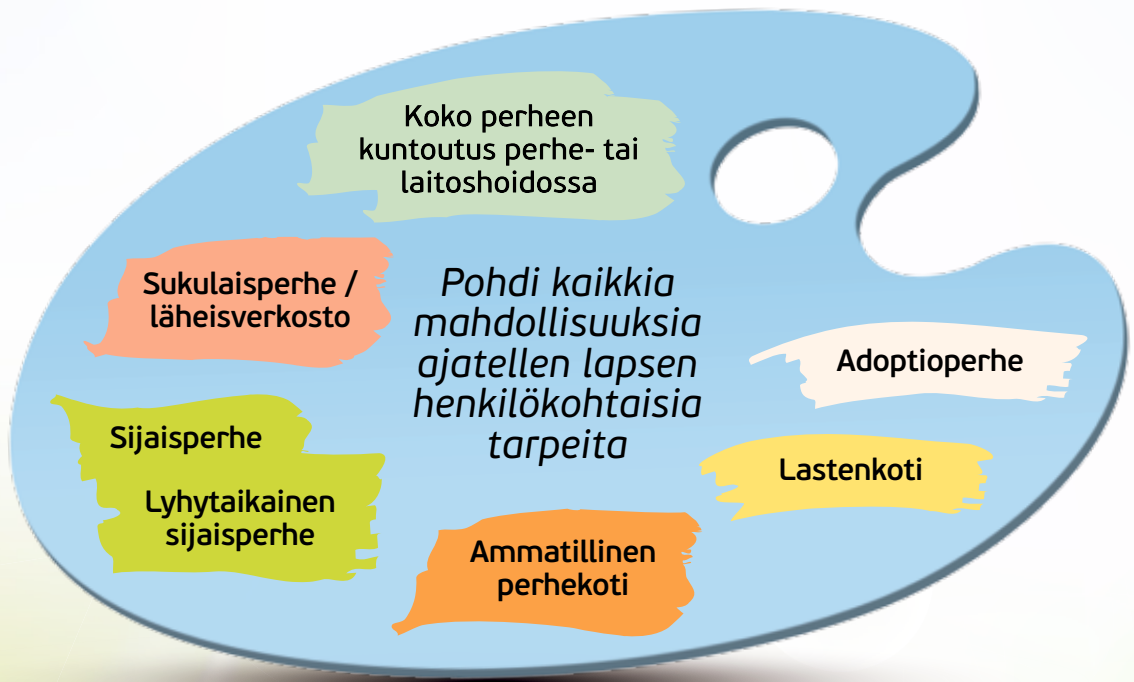 Koko perheen
kuntoutus perhe- tai
laitoshoidossa
Sukulaisperhe /
läheisverkosto
Pohdi kaikkia
mahdollisuuksia
ajatellen lapsen
henkilökohtaisia
tarpeita
Adoptioperhe
Sijaisperhe
Lyhytaikainen
sijaisperhe
Lastenkoti
Ammatillinen
perhekoti